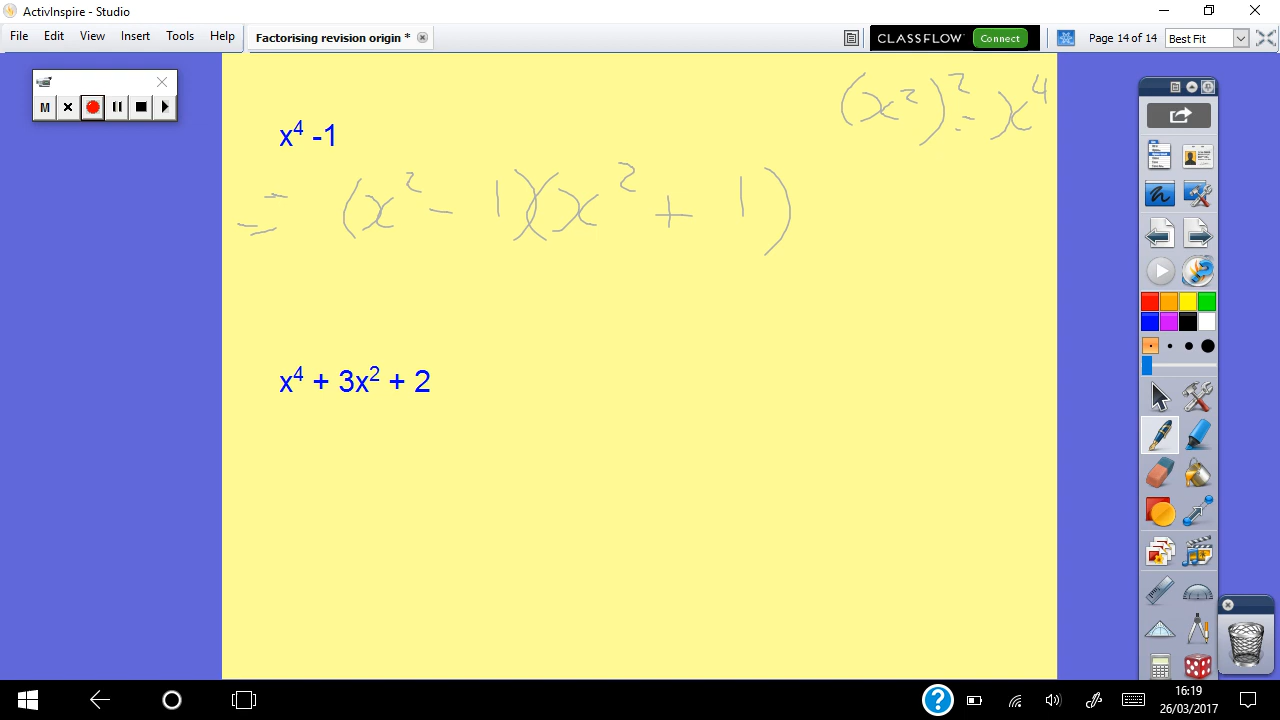 ActivInspire - Studio
File Edit View Insert Tools Help
Factorising revision origin *
CLASSFLOW Connect
Page 14 of 14
Best Fit
M
(x²)² = x⁴
x⁴ -1
= (x² - 1)(x² + 1)
x⁴ + 3x² + 2
16:19
26/03/2017